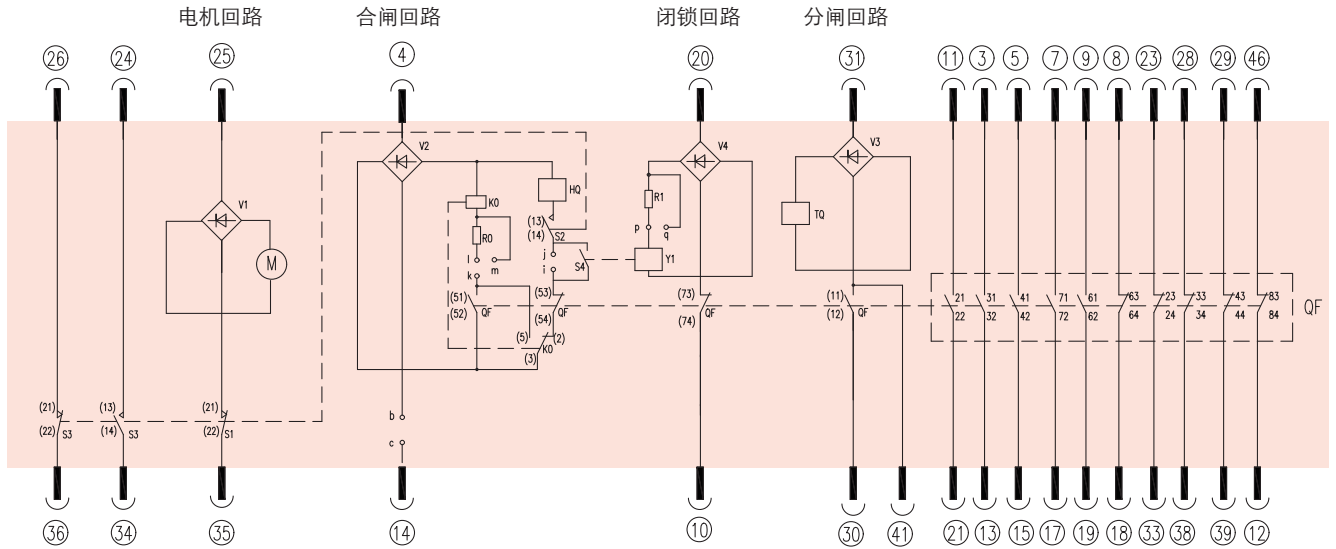 电机回路 合闸回路 闭锁回路 分闸回路
26 24 25 4 20 31 11 3 5 7 9 8 23 28 29 46
V2 V4 V3
HQ
K0 R1
V1 (13) TQ
R0 (14) S2 p q
M l m j S4 Y1
k i
(51) (53) (73) (11) 21 31 41 71 61 63 23 33 43 83
QF QF QF QF QF
(52) (54) (74) (12) 22 32 42 72 62 64 24 34 44 84
(5) (2)
(3) K0
(21) (13) (21) b
(22) S3 (14) S3 (22) S1
c
36 34 35 14 10 30 41 21 13 15 17 19 18 33 38 39 12